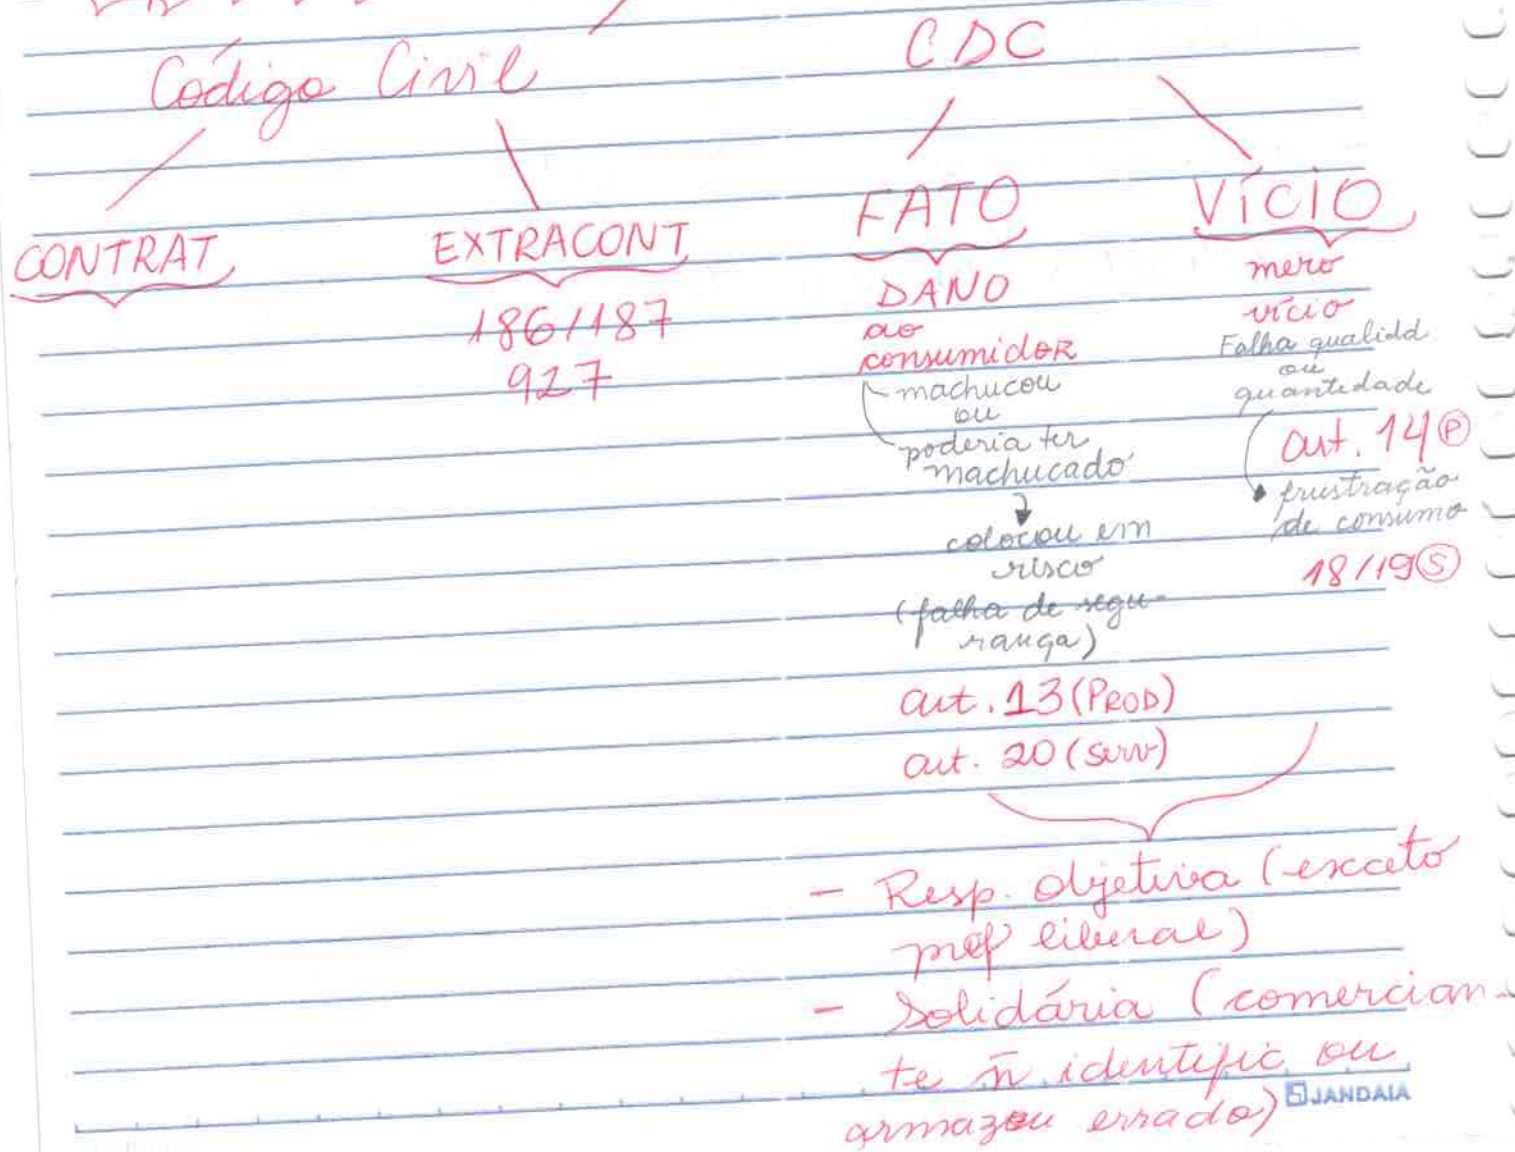 Código Civil
CDC
CONTRAT
EXTRACONT
186/187
927
FATO
DANO
ao
consumidor
machucou
ou
poderia ter
machucado
colocou em
risco
(falha de segu-
rança)
art. 13 (PROD)
art. 20 (serv)
VÍCIO
mero
vício
Falha qualidd
ou
quantidade
art. 14 (P)
frustração
de consumo
18/19 (S)
- Resp. objetiva (exceto
prof liberal)
- Solidária (comercian-
te ñ identific ou
armazou errado)
JANDAIA